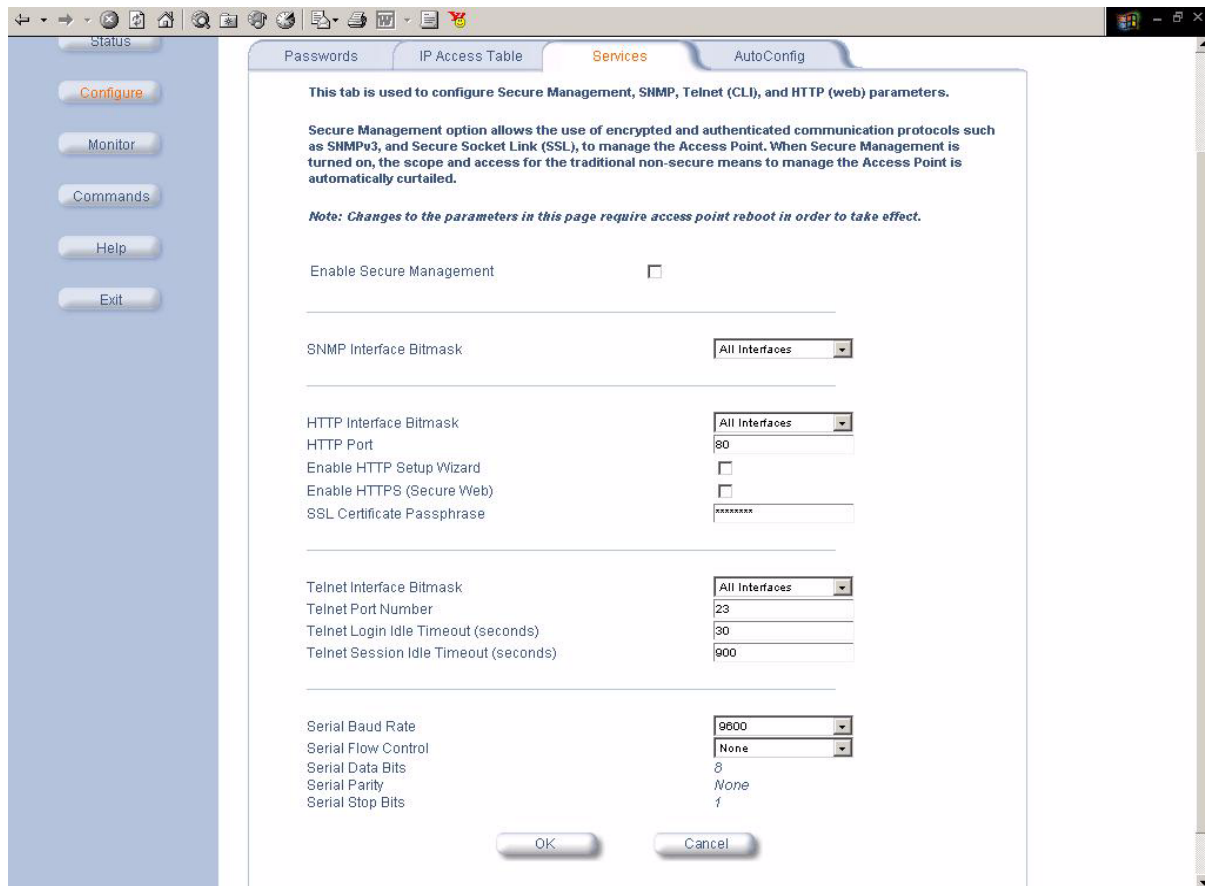 Status
Configure
Monitor
Commands
Help
Exit
Passwords
IP Access Table
Services
AutoConfig
This tab is used to configure Secure Management, SNMP, Telnet (CLI), and HTTP (web) parameters.
Secure Management option allows the use of encrypted and authenticated communication protocols such
as SNMPv3, and Secure Socket Link (SSL), to manage the Access Point. When Secure Management is
turned on, the scope and access for the traditional non-secure means to manage the Access Point is
automatically curtailed.
Note: Changes to the parameters in this page require access point reboot in order to take effect.
Enable Secure Management
SNMP Interface Bitmask All Interfaces
HTTP Interface Bitmask All Interfaces
HTTP Port 80
Enable HTTP Setup Wizard
Enable HTTPS (Secure Web)
SSL Certificate Passphrase ********
Telnet Interface Bitmask All Interfaces
Telnet Port Number 23
Telnet Login Idle Timeout (seconds) 30
Telnet Session Idle Timeout (seconds) 900
Serial Baud Rate 9600
Serial Flow Control None
Serial Data Bits 8
Serial Parity None
Serial Stop Bits 1
OK Cancel